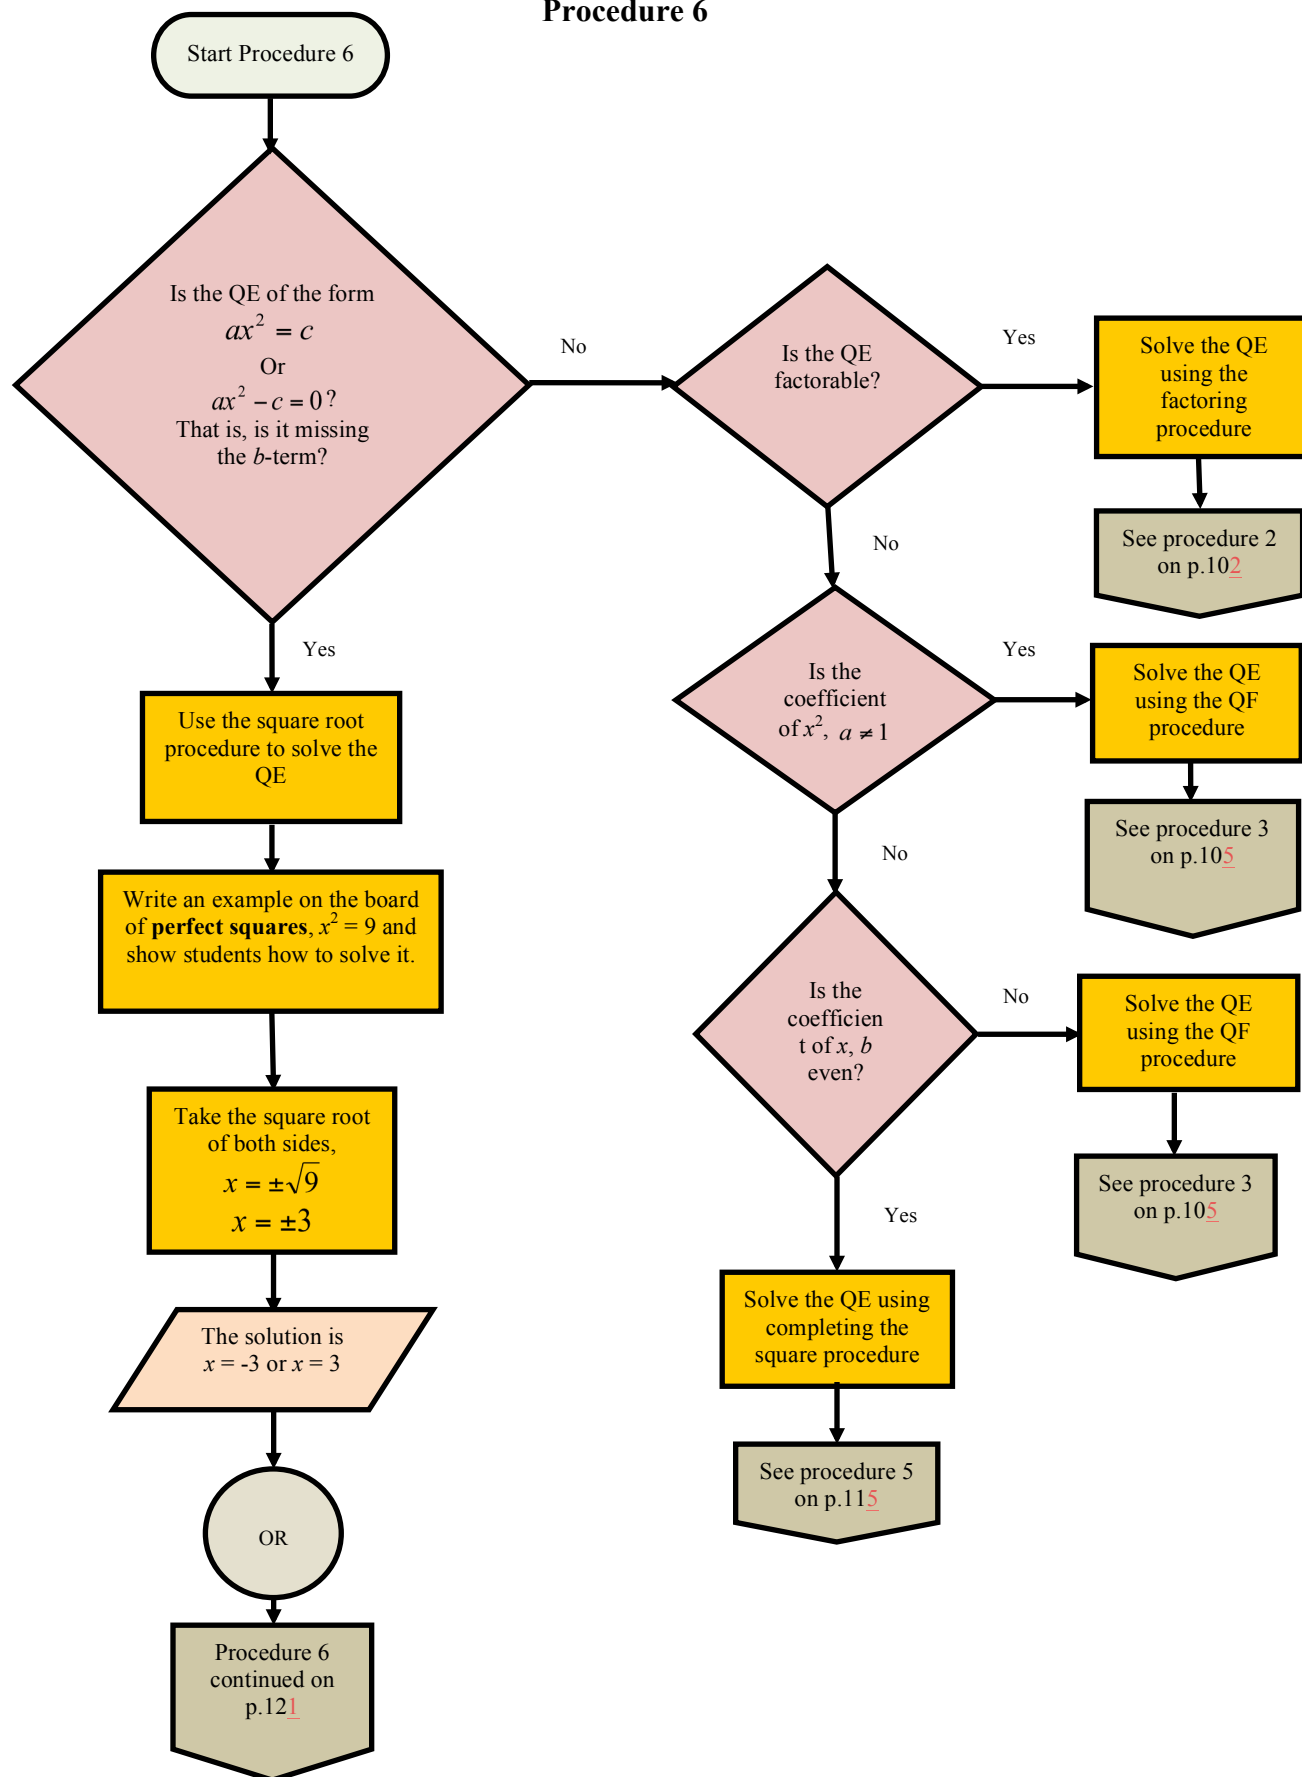 Procedure 6
Start Procedure 6
Is the QE of the form
ax² = c
Or
ax² – c = 0?
That is, is it missing
the b-term?
No
Yes
Use the square root
procedure to solve the
QE
Write an example on the board
of perfect squares, x² = 9 and
show students how to solve it.
Take the square root
of both sides,
x = ±√9
x = ±3
The solution is
x = -3 or x = 3
OR
Procedure 6
continued on
p.121
Is the QE
factorable?
Yes
Solve the QE
using the
factoring
procedure
See procedure 2
on p.102
No
Is the
coefficient
of x², a ≠ 1
Yes
Solve the QE
using the QF
procedure
See procedure 3
on p.105
No
Is the
coefficien
t of x, b
even?
No
Solve the QE
using the QF
procedure
See procedure 3
on p.105
Yes
Solve the QE using
completing the
square procedure
See procedure 5
on p.115